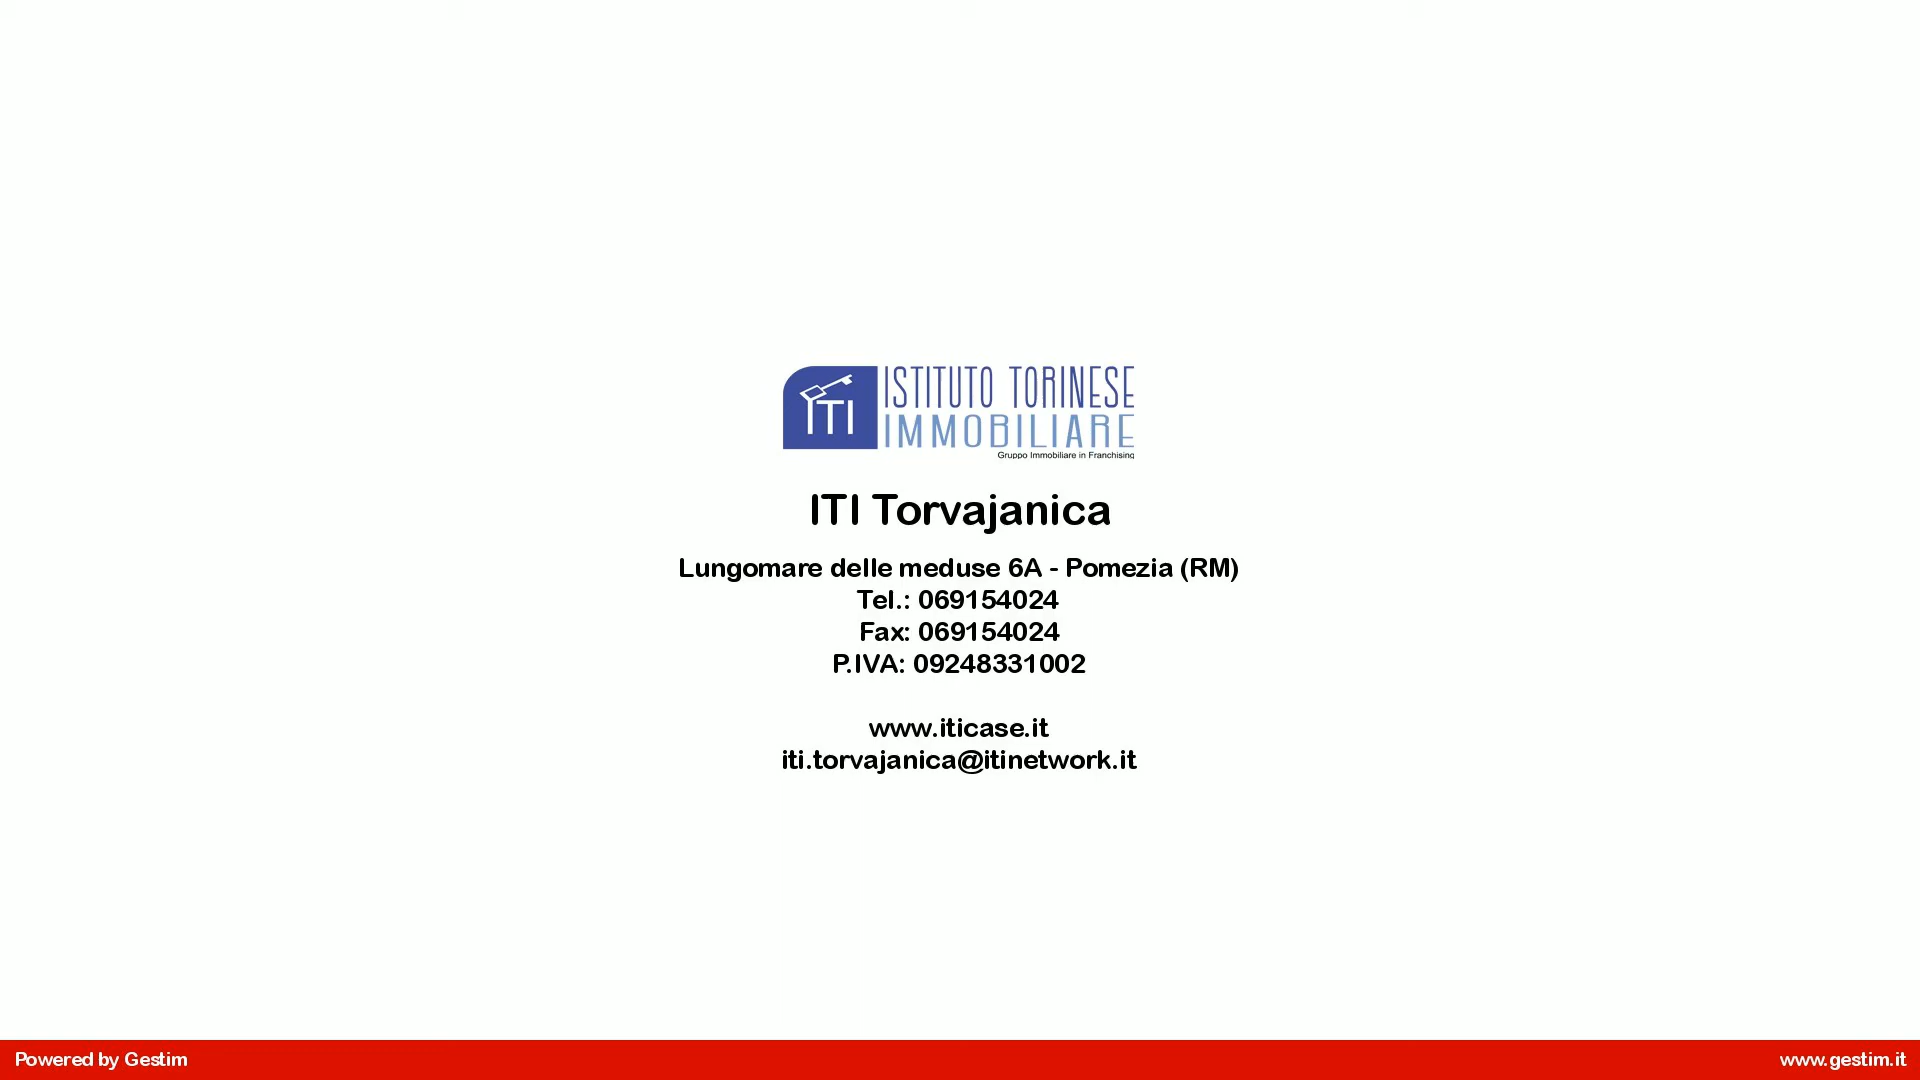 ITI
ISTITUTO TORINESE
IMMOBILIARE
Gruppo Immobiliare in Franchising
ITI Torvajanica
Lungomare delle meduse 6A - Pomezia (RM)
Tel.: 069154024
Fax: 069154024
P.IVA: 09248331002
www.iticase.it
iti.torvajanica@itinetwork.it
Powered by Gestim
www.gestim.it